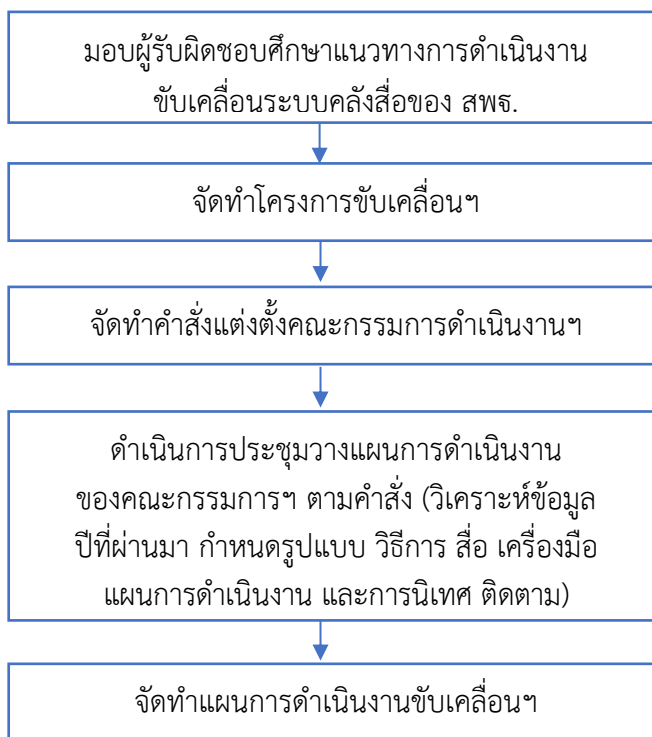 มอบผู้รับผิดชอบศึกษาแนวทางการดำเนินงาน
ขับเคลื่อนระบบคลังสื่อของ สพฐ.
จัดทำโครงการขับเคลื่อนฯ
จัดทำคำสั่งแต่งตั้งคณะกรรมการดำเนินงานฯ
ดำเนินการประชุมวางแผนการดำเนินงาน
ของคณะกรรมการฯ ตามคำสั่ง (วิเคราะห์ข้อมูล
ปีที่ผ่านมา กำหนดรูปแบบ วิธีการ สื่อ เครื่องมือ
แผนการดำเนินงาน และการนิเทศ ติดตาม)
จัดทำแผนการดำเนินงานขับเคลื่อนฯ